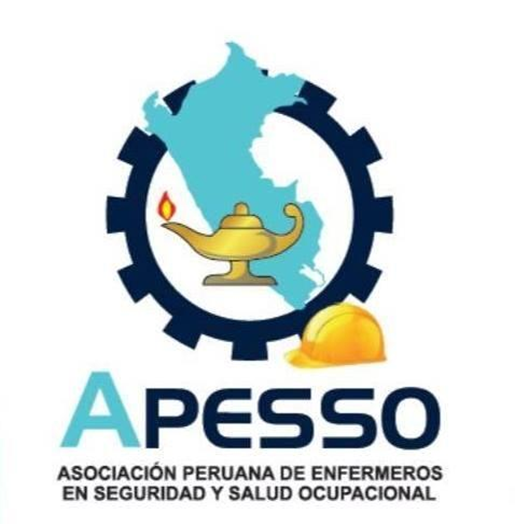 APESSO
ASOCIACIÓN PERUANA DE ENFERMEROS
EN SEGURIDAD Y SALUD OCUPACIONAL